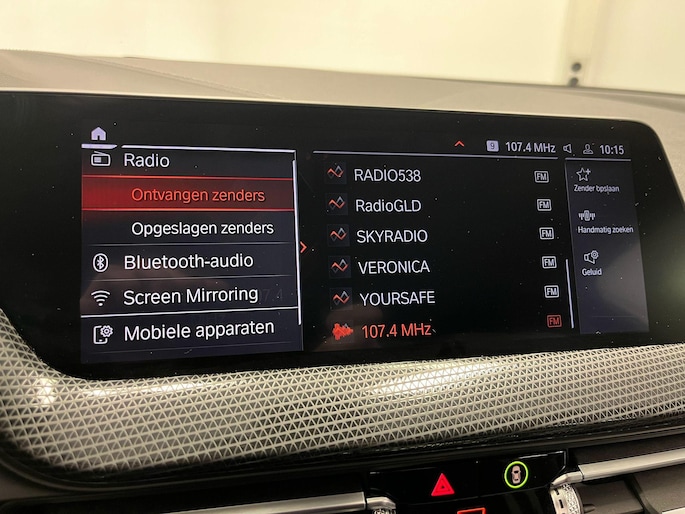 9 107.4 MHz 10:15
Radio
Ontvangen zenders
Opgeslagen zenders
Bluetooth-audio
Screen Mirroring
Mobiele apparaten
RADIO538 FM
RadioGLD FM
SKYRADIO FM
VERONICA FM
YOURSAFE FM
107.4 MHz FM
Zender opslaan
Handmatig zoeken
Geluid